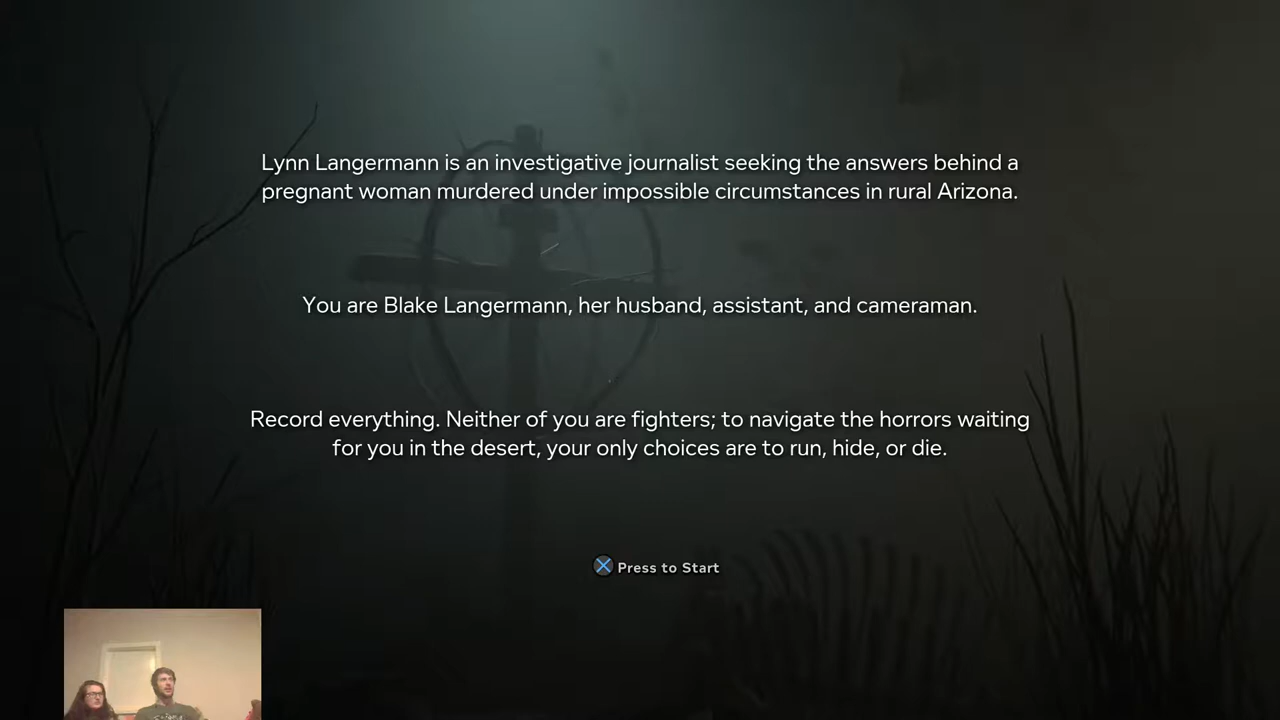 Lynn Langermann is an investigative journalist seeking the answers behind a
pregnant woman murdered under impossible circumstances in rural Arizona.
You are Blake Langermann, her husband, assistant, and cameraman.
Record everything. Neither of you are fighters; to navigate the horrors waiting
for you in the desert, your only choices are to run, hide, or die.
Press to Start